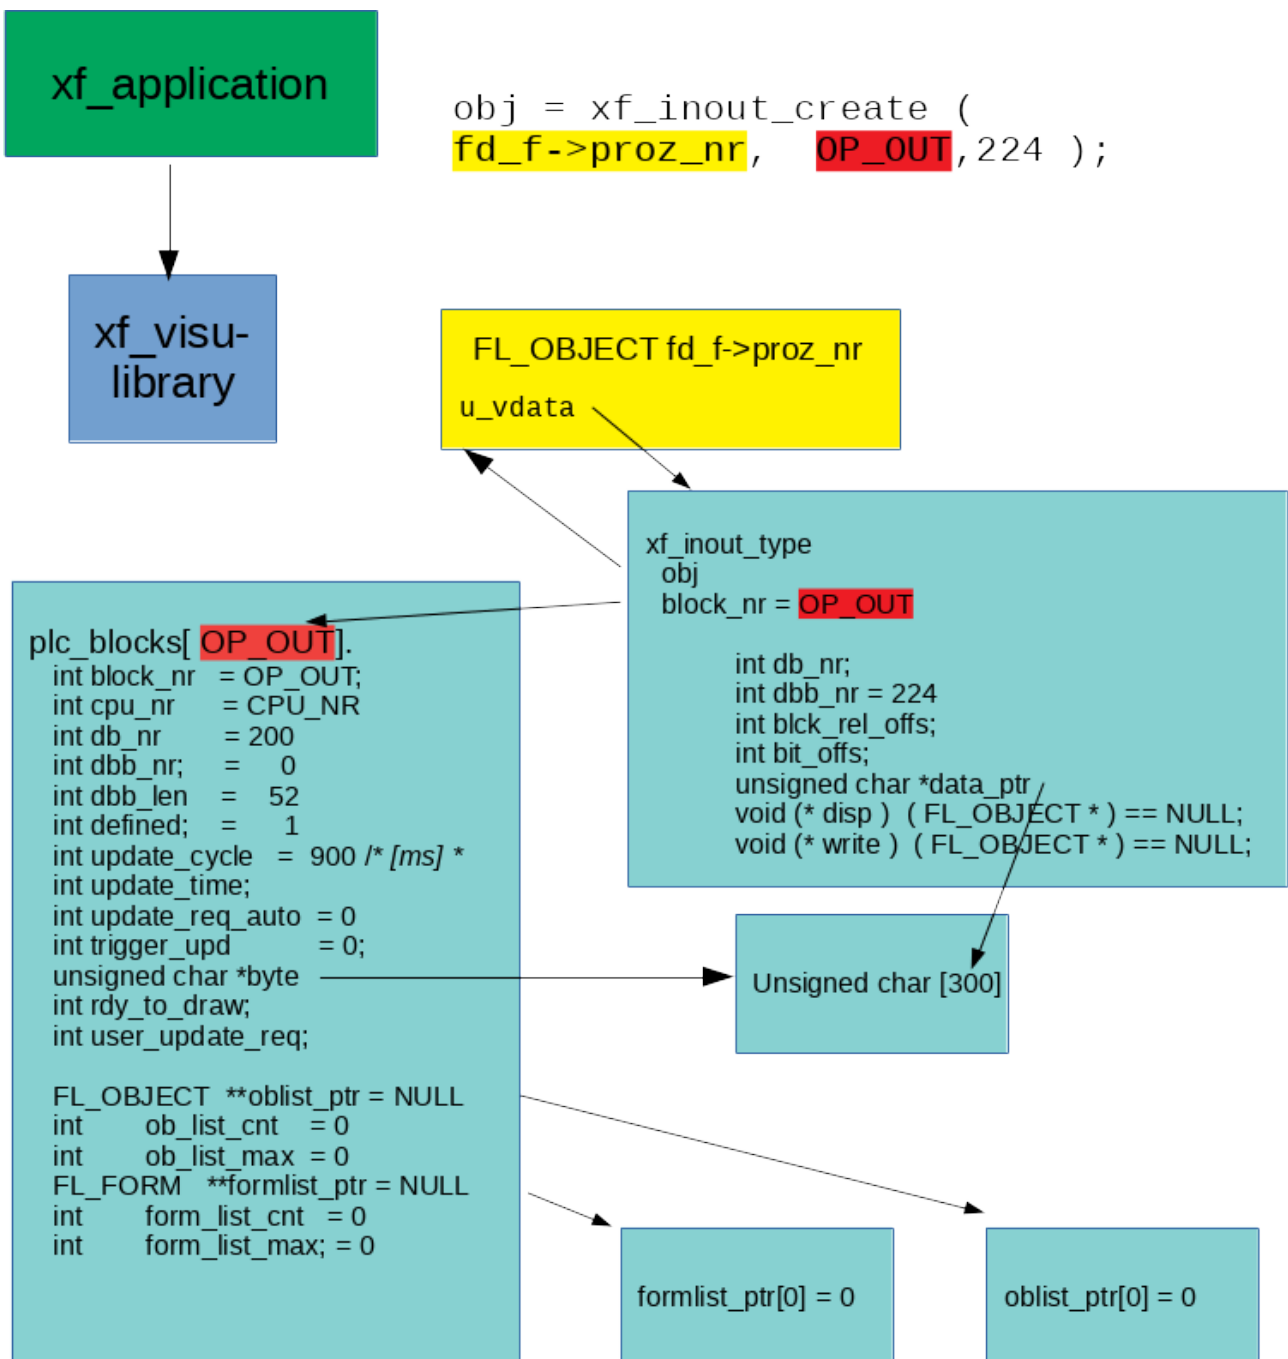 xf_application
obj = xf_inout_create (
fd_f->proz_nr, OP_OUT,224 );
xf_visu-
library
FL_OBJECT fd_f->proz_nr
u_vdata
xf_inout_type
obj
block_nr = OP_OUT
int db_nr;
int dbb_nr = 224
int blck_rel_offs;
int bit_offs;
unsigned char *data_ptr
void (* disp ) ( FL_OBJECT * ) == NULL;
void (* write ) ( FL_OBJECT * ) == NULL;
plc_blocks[ OP_OUT].
int block_nr = OP_OUT;
int cpu_nr = CPU_NR
int db_nr = 200
int dbb_nr; = 0
int dbb_len = 52
int defined; = 1
int update_cycle = 900 /* [ms] *
int update_time;
int update_req_auto = 0
int trigger_upd = 0;
unsigned char *byte
int rdy_to_draw;
int user_update_req;
FL_OBJECT **oblist_ptr = NULL
int ob_list_cnt = 0
int ob_list_max = 0
FL_FORM **formlist_ptr = NULL
int form_list_cnt = 0
int form_list_max; = 0
Unsigned char [300]
formlist_ptr[0] = 0
oblist_ptr[0] = 0